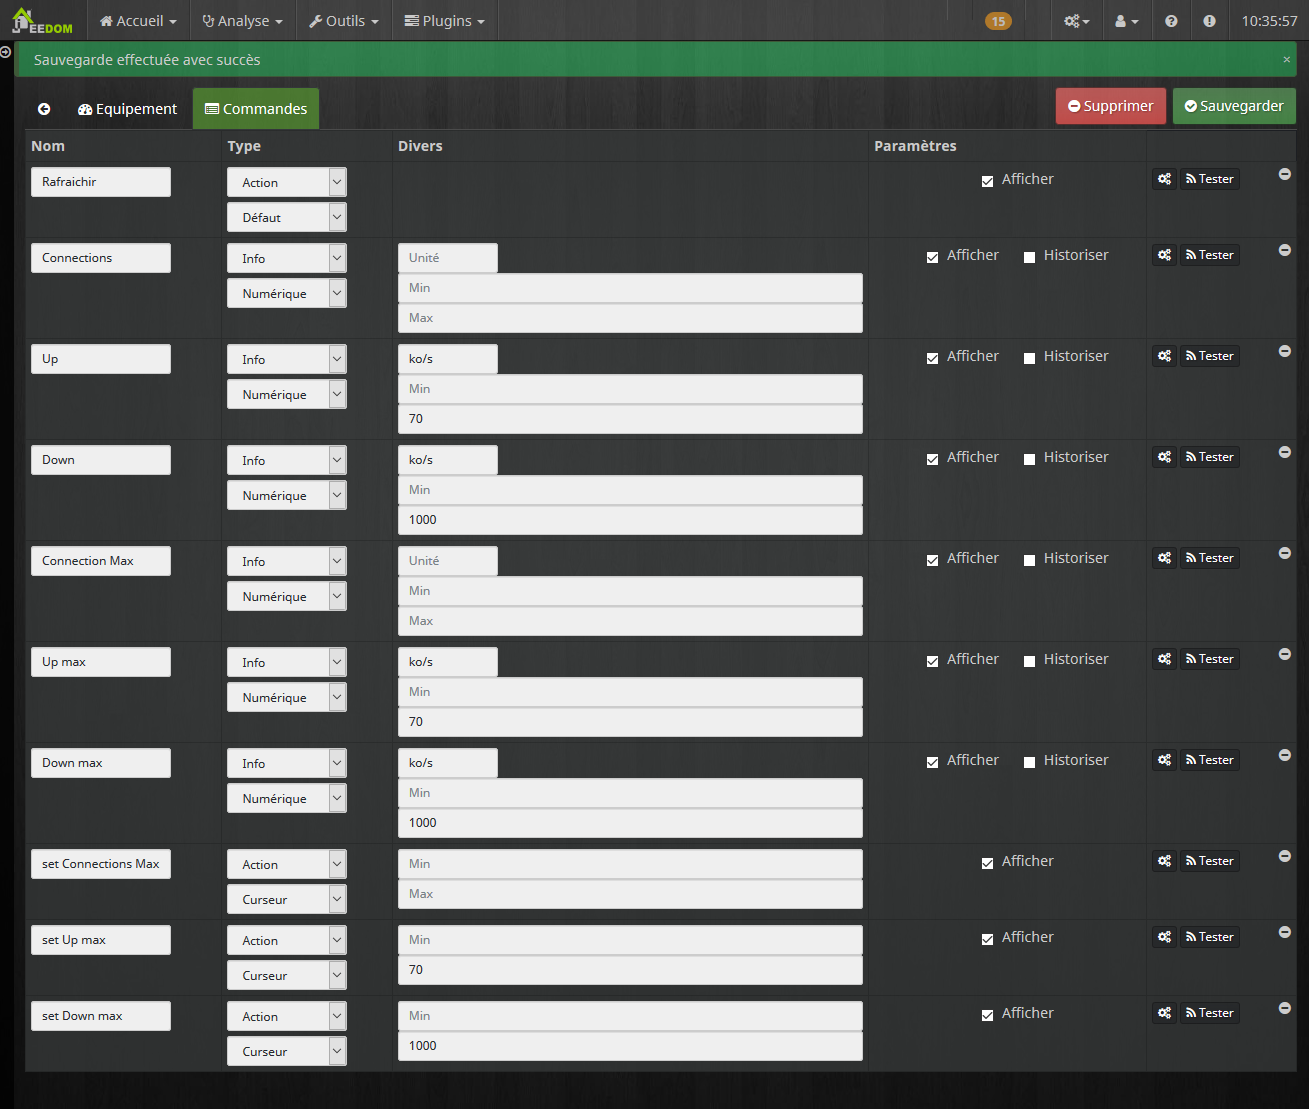 JEEDOM Accueil Analyse Outils Plugins 15 10:35:57
Sauvegarde effectuée avec succès ×
Equipement Commandes Supprimer Sauvegarder
Nom Type Divers Paramètres
Rafraichir Action Afficher Tester
Défaut
Connections Info Unité Afficher Historiser Tester
Numérique Min
Max
Up Info ko/s Afficher Historiser Tester
Numérique Min
70
Down Info ko/s Afficher Historiser Tester
Numérique Min
1000
Connection Max Info Unité Afficher Historiser Tester
Numérique Min
Max
Up max Info ko/s Afficher Historiser Tester
Numérique Min
70
Down max Info ko/s Afficher Historiser Tester
Numérique Min
1000
set Connections Max Action Min Afficher Tester
Curseur Max
set Up max Action Min Afficher Tester
Curseur 70
set Down max Action Min Afficher Tester
Curseur 1000